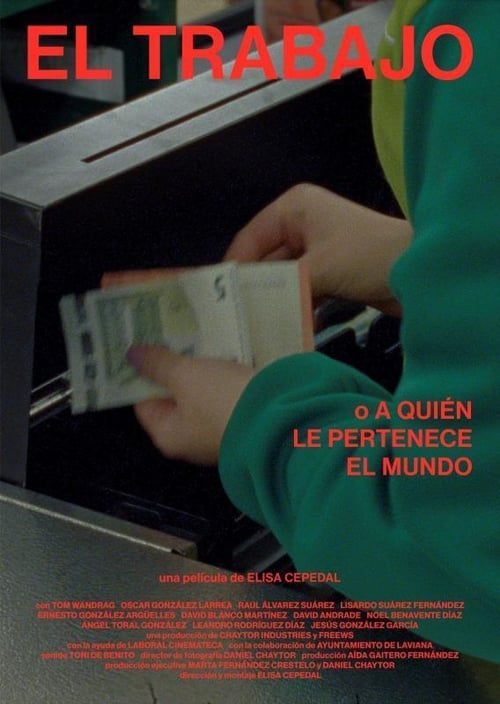 EL TRABAJO
5
o A QUIÉN
LE PERTENECE
EL MUNDO
una película de ELISA CEPEDAL
con TOM WANDRAG OSCAR GONZÁLEZ LARREA RAÚL ÁLVAREZ SUÁREZ LISARDO SUÁREZ FERNÁNDEZ
ERNESTO GONZÁLEZ ARGÜELLES DAVID BLANCO MARTÍNEZ DAVID ANDRADE NOEL BENAVENTE DÍAZ
ÁNGEL TORAL GONZÁLEZ LEANDRO RODRÍGUEZ DÍAZ JESÚS GONZÁLEZ GARCÍA
una producción de CHAYTOR INDUSTRIES y FREEWS
con la ayuda de LABORAL CINEMATECA con la colaboración de AYUNTAMIENTO DE LAVIANA
sonido TONI DE BENITO director de fotografía DANIEL CHAYTOR producción AÍDA GAITERO FERNÁNDEZ
producción ejecutiva MARTA FERNÁNDEZ CRESTELO y DANIEL CHAYTOR
dirección y montaje ELISA CEPEDAL